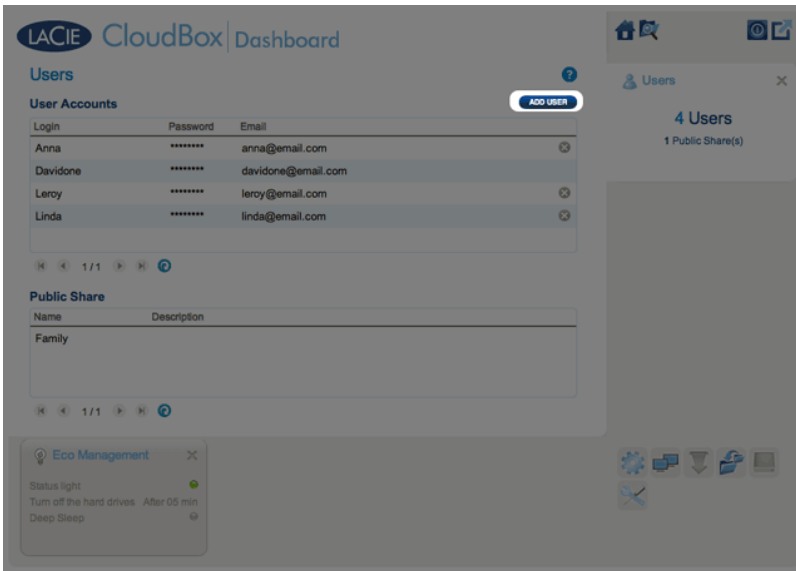 LACIE CloudBox Dashboard
Users
User Accounts
ADD USER
Login Password Email
Anna ******** anna@email.com
Davidone davidone@email.com
Leroy ******** leroy@email.com
Linda ******** linda@email.com
1 / 1
Public Share
Name Description
Family
1 / 1
Eco Management
Status light
Turn off the hard drives After 05 min
Deep Sleep
Users
4 Users
1 Public Share(s)